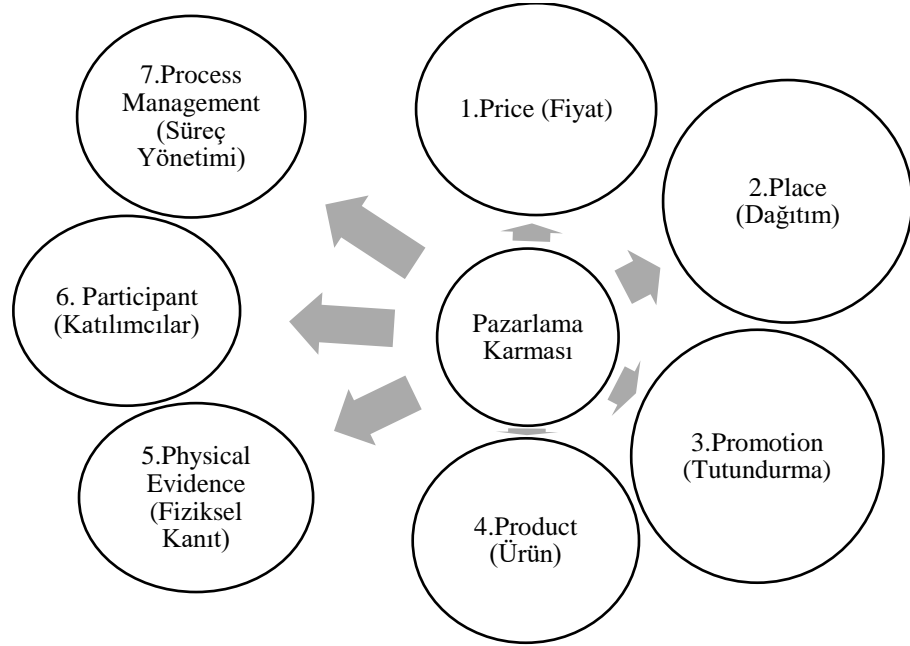 7.Process
Management
(Süreç
Yönetimi)
1.Price (Fiyat)
2.Place
(Dağıtım)
6. Participant
(Katılımcılar)
Pazarlama
Karması
3.Promotion
(Tutundurma)
5.Physical
Evidence
(Fiziksel
Kanıt)
4.Product
(Ürün)